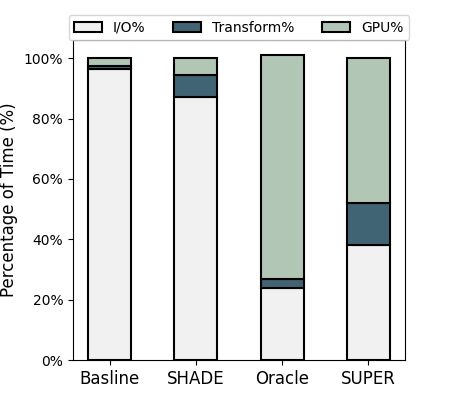 I/O% Transform% GPU%
Percentage of Time (%)
100%
80%
60%
40%
20%
0%
Basline SHADE Oracle SUPER